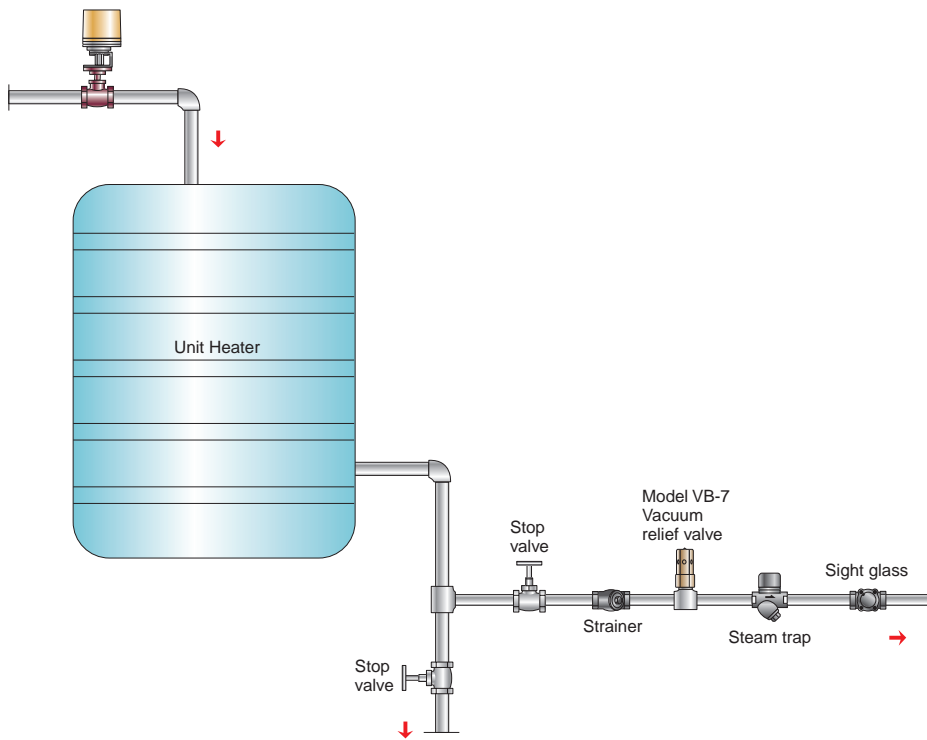 Unit Heater
Stop
valve
Strainer
Model VB-7
Vacuum
relief valve
Steam trap
Sight glass
Stop
valve